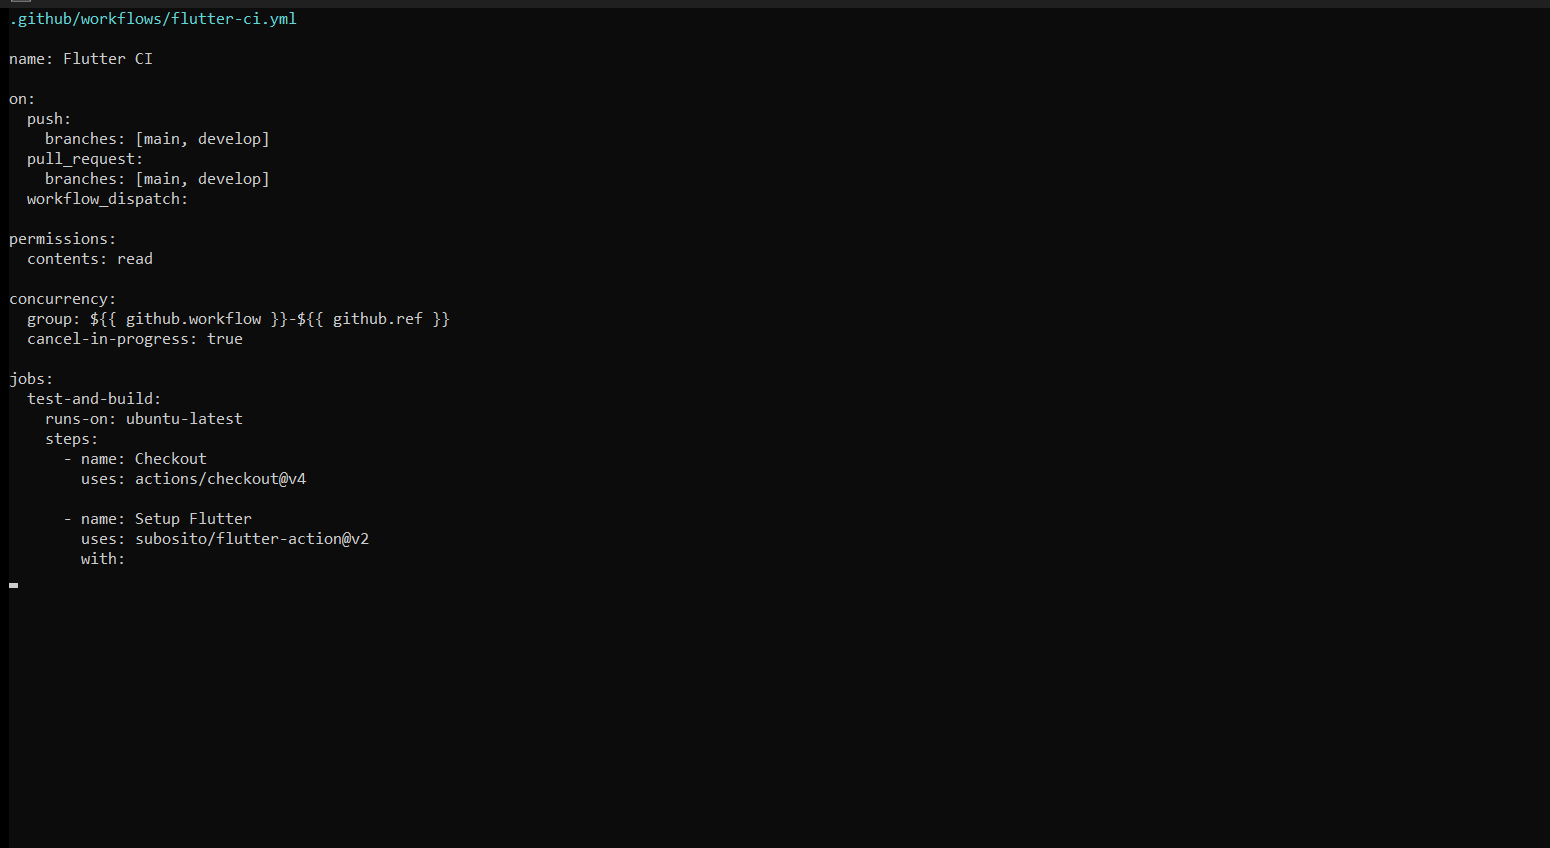 .github/workflows/flutter-ci.yml
name: Flutter CI
on:
  push:
    branches: [main, develop]
  pull_request:
    branches: [main, develop]
  workflow_dispatch:
permissions:
  contents: read
concurrency:
  group: ${{ github.workflow }}-${{ github.ref }}
  cancel-in-progress: true
jobs:
  test-and-build:
    runs-on: ubuntu-latest
    steps:
      - name: Checkout
        uses: actions/checkout@v4
      - name: Setup Flutter
        uses: subosito/flutter-action@v2
        with: